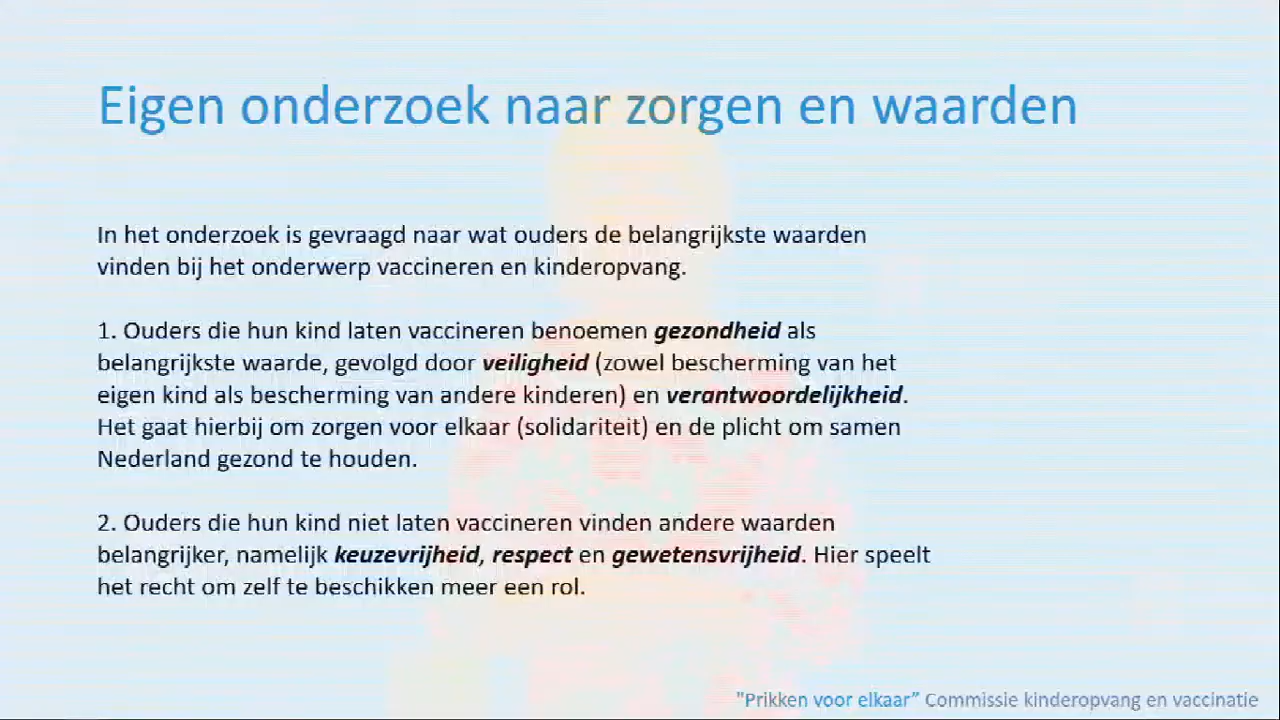 Eigen onderzoek naar zorgen en waarden
In het onderzoek is gevraagd naar wat ouders de belangrijkste waarden
vinden bij het onderwerp vaccineren en kinderopvang.
1. Ouders die hun kind laten vaccineren benoemen gezondheid als
belangrijkste waarde, gevolgd door veiligheid (zowel bescherming van het
eigen kind als bescherming van andere kinderen) en verantwoordelijkheid.
Het gaat hierbij om zorgen voor elkaar (solidariteit) en de plicht om samen
Nederland gezond te houden.
2. Ouders die hun kind niet laten vaccineren vinden andere waarden
belangrijker, namelijk keuzevrijheid, respect en gewetensvrijheid. Hier speelt
het recht om zelf te beschikken meer een rol.
"Prikken voor elkaar” Commissie kinderopvang en vaccinatie